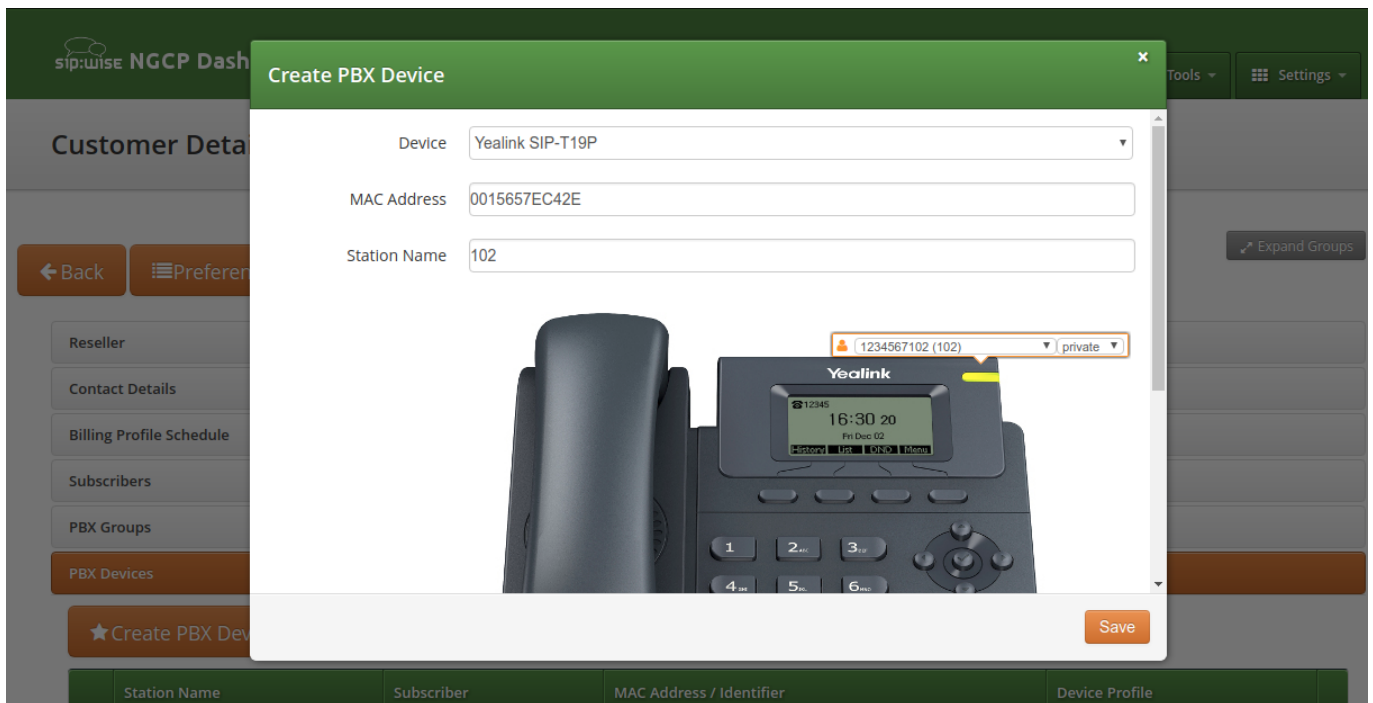 sip:wise NGCP Dash
Tools
Settings
Create PBX Device
×
Customer Detai
Device
Yealink SIP-T19P
MAC Address
0015657EC42E
Station Name
102
Back
Preferen
Expand Groups
Reseller
Contact Details
Billing Profile Schedule
Subscribers
PBX Groups
PBX Devices
1234567102 (102)
private
Yealink
12345
16:30 20
Fri Dec 02
History List DND Menu
1 2 3
4 5 6
Save
Create PBX Dev
Station Name Subscriber MAC Address / Identifier Device Profile